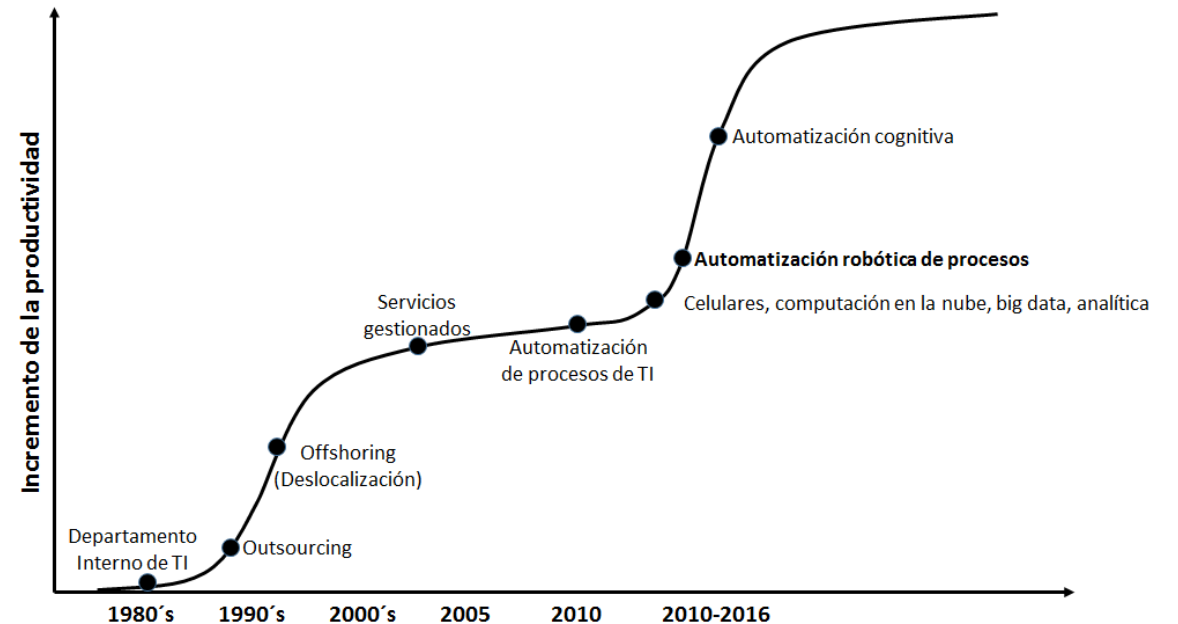 Incremento de la productividad
Automatización cognitiva
Automatización robótica de procesos
Celulares, computación en la nube, big data, analítica
Servicios
gestionados
Automatización
de procesos de TI
Offshoring
(Deslocalización)
Departamento
Interno de TI
Outsourcing
1980´s 1990´s 2000´s 2005 2010 2010-2016